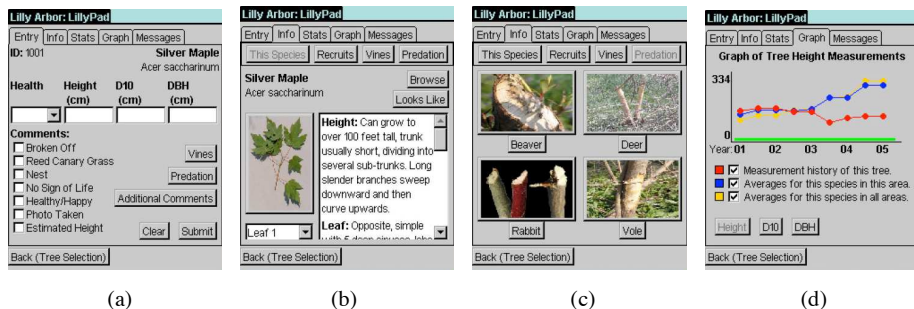 Lilly Arbor: LillyPad
Entry Info Stats Graph Messages
ID: 1001 Silver Maple
Acer saccharinum
Health Height (cm) D10 (cm) DBH (cm)
Comments:
Broken Off
Reed Canary Grass
Nest
No Sign of Life
Healthy/Happy
Photo Taken
Estimated Height
Vines
Predation
Additional Comments
Clear Submit
Back (Tree Selection)
(a)
Lilly Arbor: LillyPad
Entry Info Stats Graph Messages
This Species Recruits Vines Predation
Silver Maple
Acer saccharinum
Browse
Looks Like
Height: Can grow to
over 100 feet tall, trunk
usually short, dividing into
several sub-trunks. Long
slender branches sweep
downward and then
curve upwards.
Leaf: Opposite, simple
with 5 deep sinuses, lobe
Leaf 1
Back (Tree Selection)
(b)
Lilly Arbor: LillyPad
Entry Info Stats Graph Messages
This Species Recruits Vines Predation
Beaver Deer
Rabbit Vole
Back (Tree Selection)
(c)
Lilly Arbor: LillyPad
Entry Info Stats Graph Messages
Graph of Tree Height Measurements
334
0
Year: 01 02 03 04 05
Measurement history of this tree.
Averages for this species in this area.
Averages for this species in all areas.
Height D10 DBH
Back (Tree Selection)
(d)